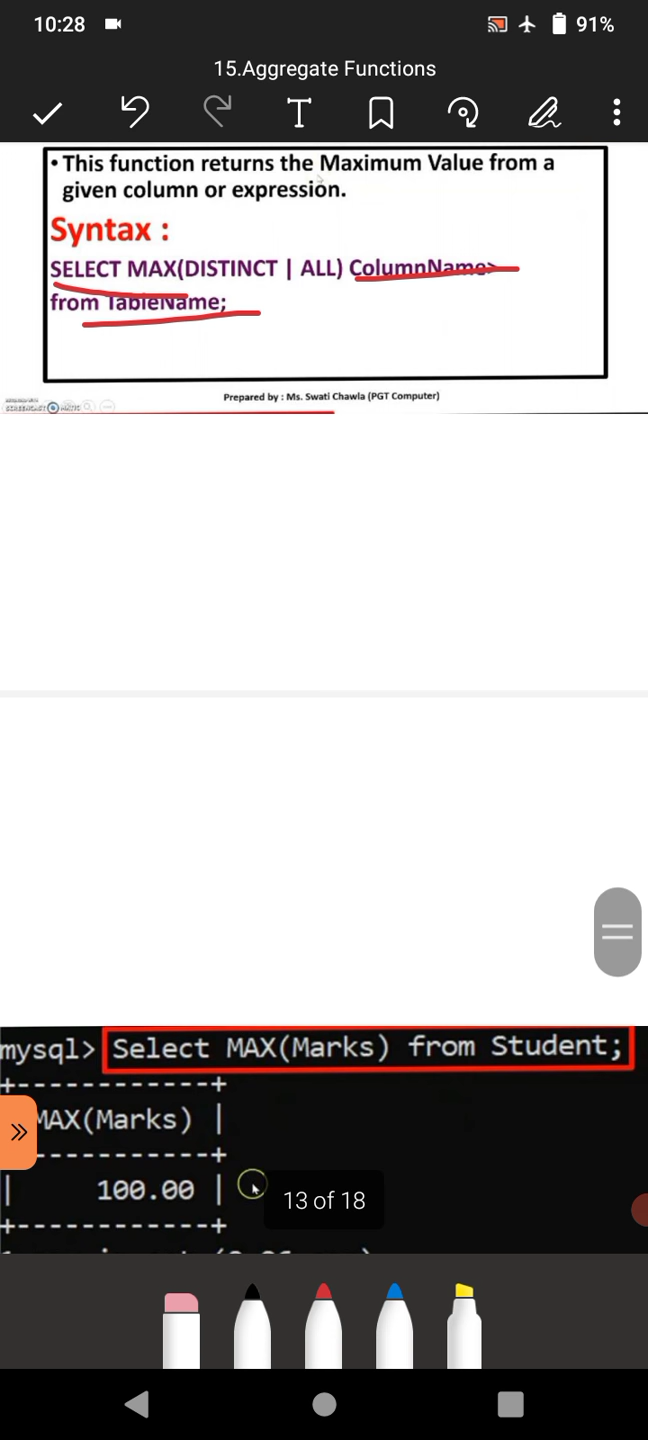 10:28
91%
15.Aggregate Functions
• This function returns the Maximum Value from a
given column or expression.
Syntax :
SELECT MAX(DISTINCT | ALL) ColumnName>
from TableName;
Prepared by : Ms. Swati Chawla (PGT Computer)
mysql> Select MAX(Marks) from Student;
+------------+
MAX(Marks) |
-----------+
| 100.00 |
+------------+
13 of 18